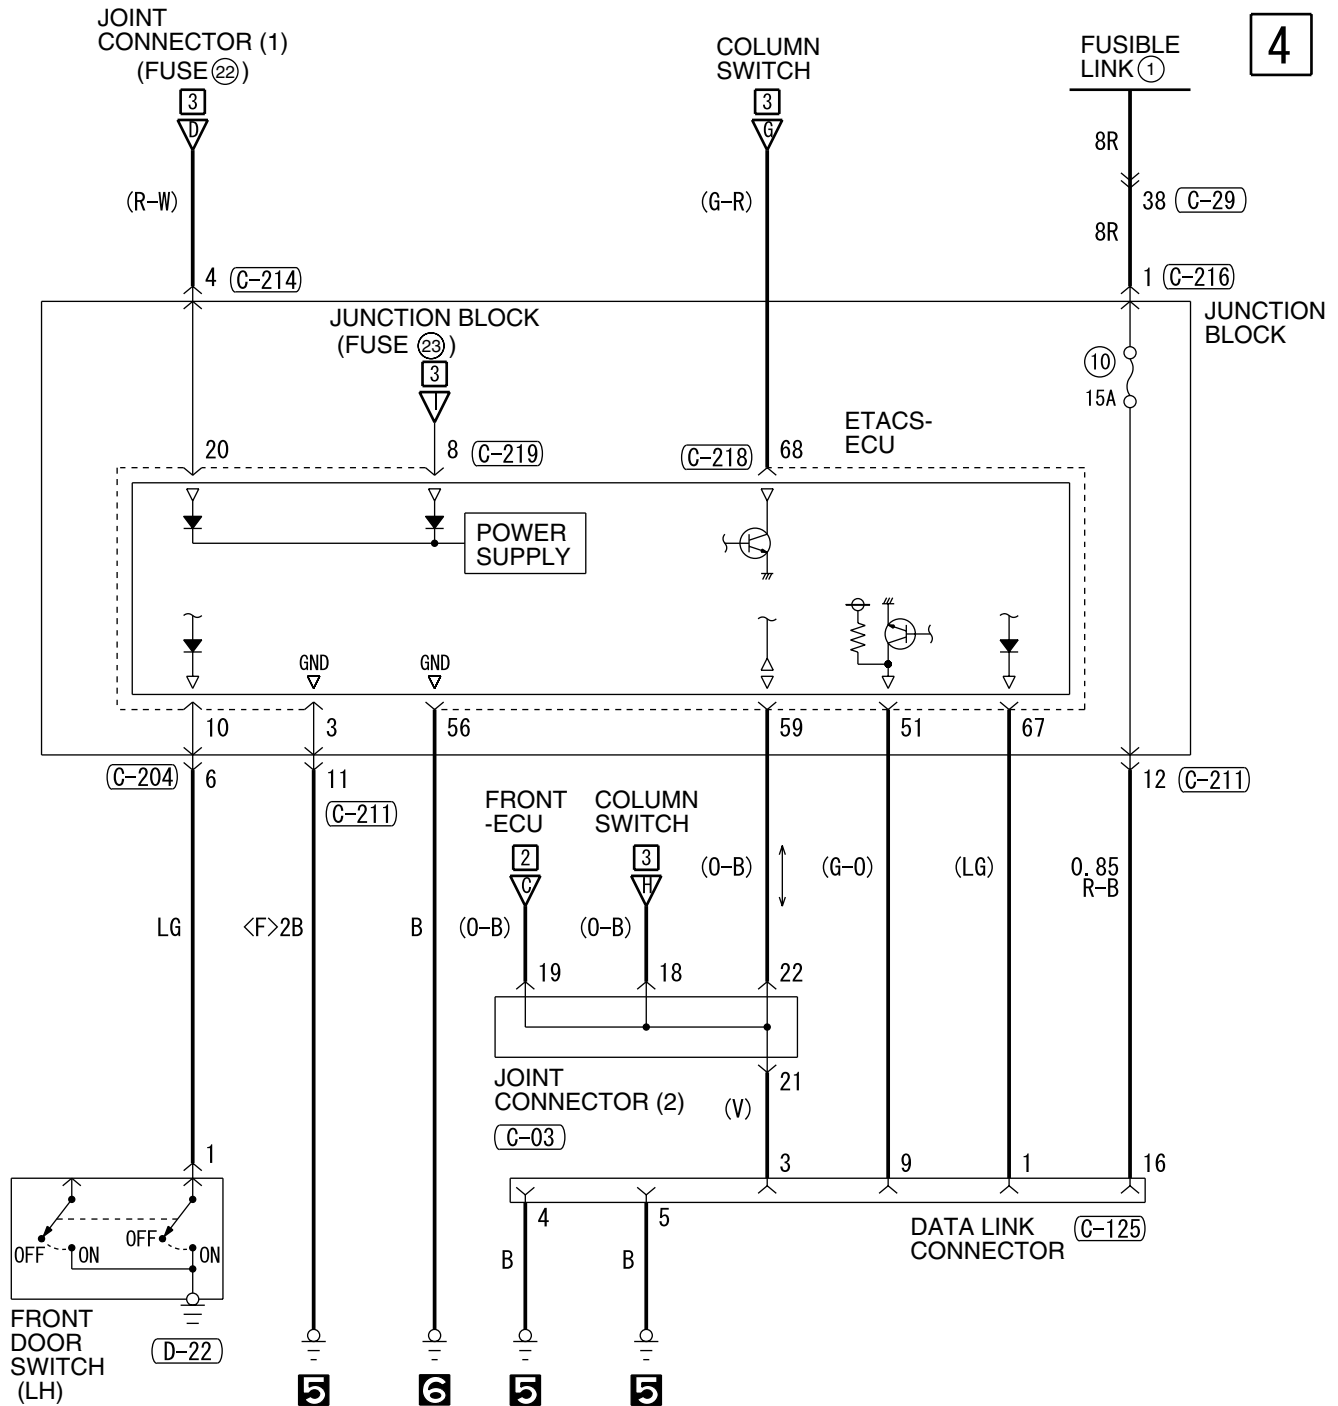 JOINT
CONNECTOR (1)
(FUSE 22)
3
D
(R-W)
4 C-214
COLUMN
SWITCH
3
G
(G-R)
FUSIBLE
LINK 1
4
8R
38 C-29
8R
1 C-216
JUNCTION
BLOCK
JUNCTION BLOCK
(FUSE 23)
3
I
10
15A
ETACS-
ECU
20
8 C-219
C-218 68
POWER
SUPPLY
GND
GND
10
3
56
59
51
67
C-204 6
11
C-211
12 C-211
FRONT
-ECU
2
C
COLUMN
SWITCH
3
H
(O-B)
(G-O)
(LG)
0.85
R-B
LG
<F>2B
B
(O-B)
(O-B)
19
18
22
JOINT
CONNECTOR (2)
C-03
21
(V)
1
3
9
1
16
OFF
ON
OFF
ON
4
5
DATA LINK
CONNECTOR
C-125
B
B
FRONT
DOOR
SWITCH
(LH)
D-22
5
6
5
5